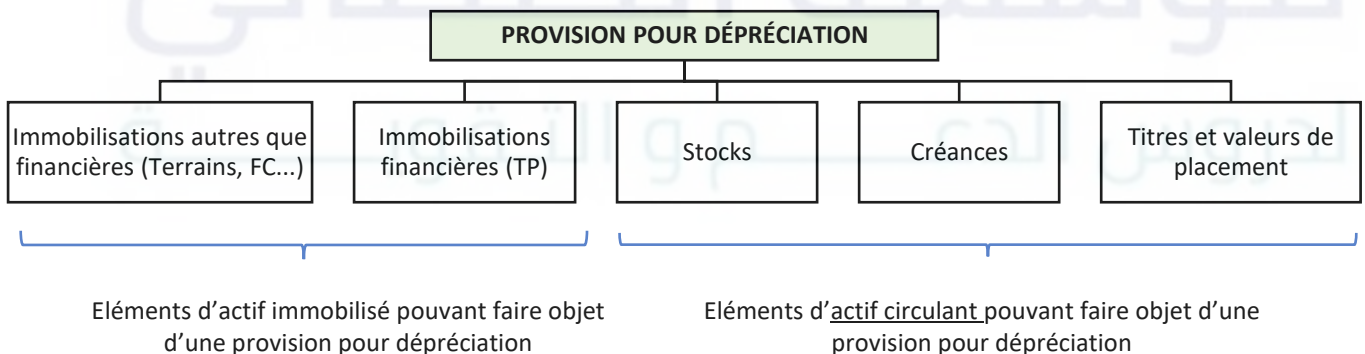 PROVISION POUR DÉPRÉCIATION
Immobilisations autres que
financières (Terrains, FC...)
Immobilisations
financières (TP)
Stocks
Créances
Titres et valeurs de
placement
Eléments d’actif immobilisé pouvant faire objet
d’une provision pour dépréciation
Eléments d’actif circulant pouvant faire objet d’une
provision pour dépréciation